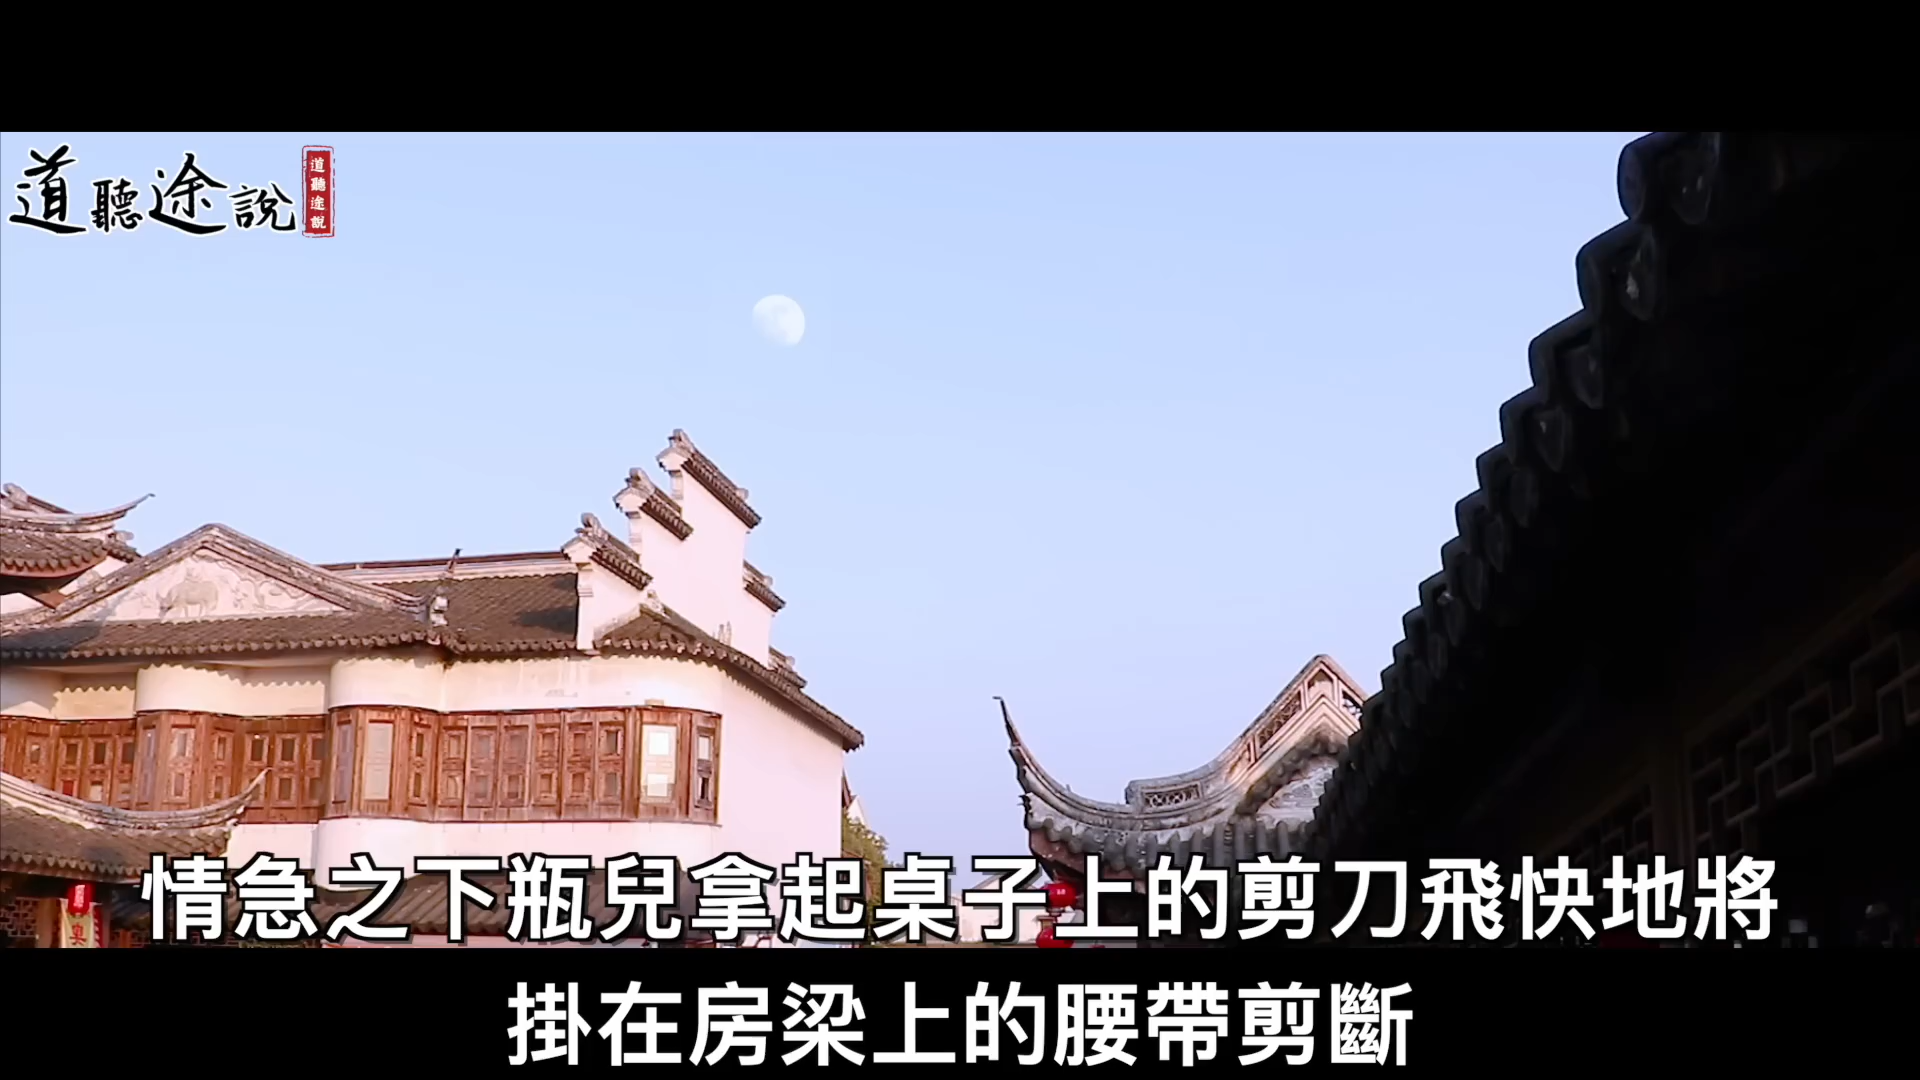 道聽途說
道聽途說
情急之下瓶兒拿起桌子上的剪刀飛快地將
掛在房梁上的腰帶剪斷